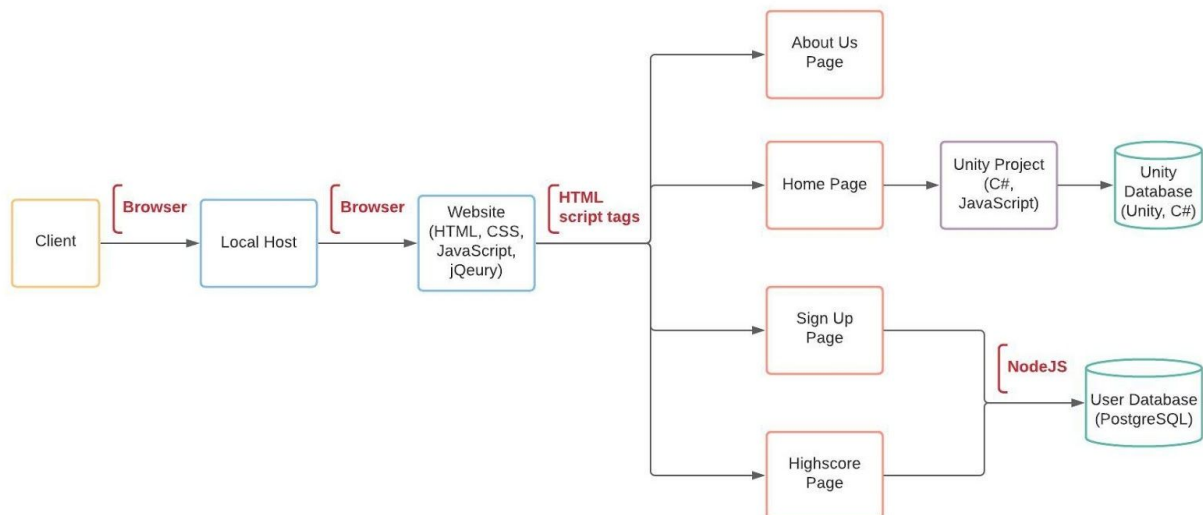 About Us
Page
Browser
Browser
HTML
script tags
Client
Local Host
Website
(HTML, CSS,
JavaScript,
jQeury)
Home Page
Unity Project
(C#,
JavaScript)
Unity
Database
(Unity, C#)
Sign Up
Page
NodeJS
User Database
(PostgreSQL)
Highscore
Page